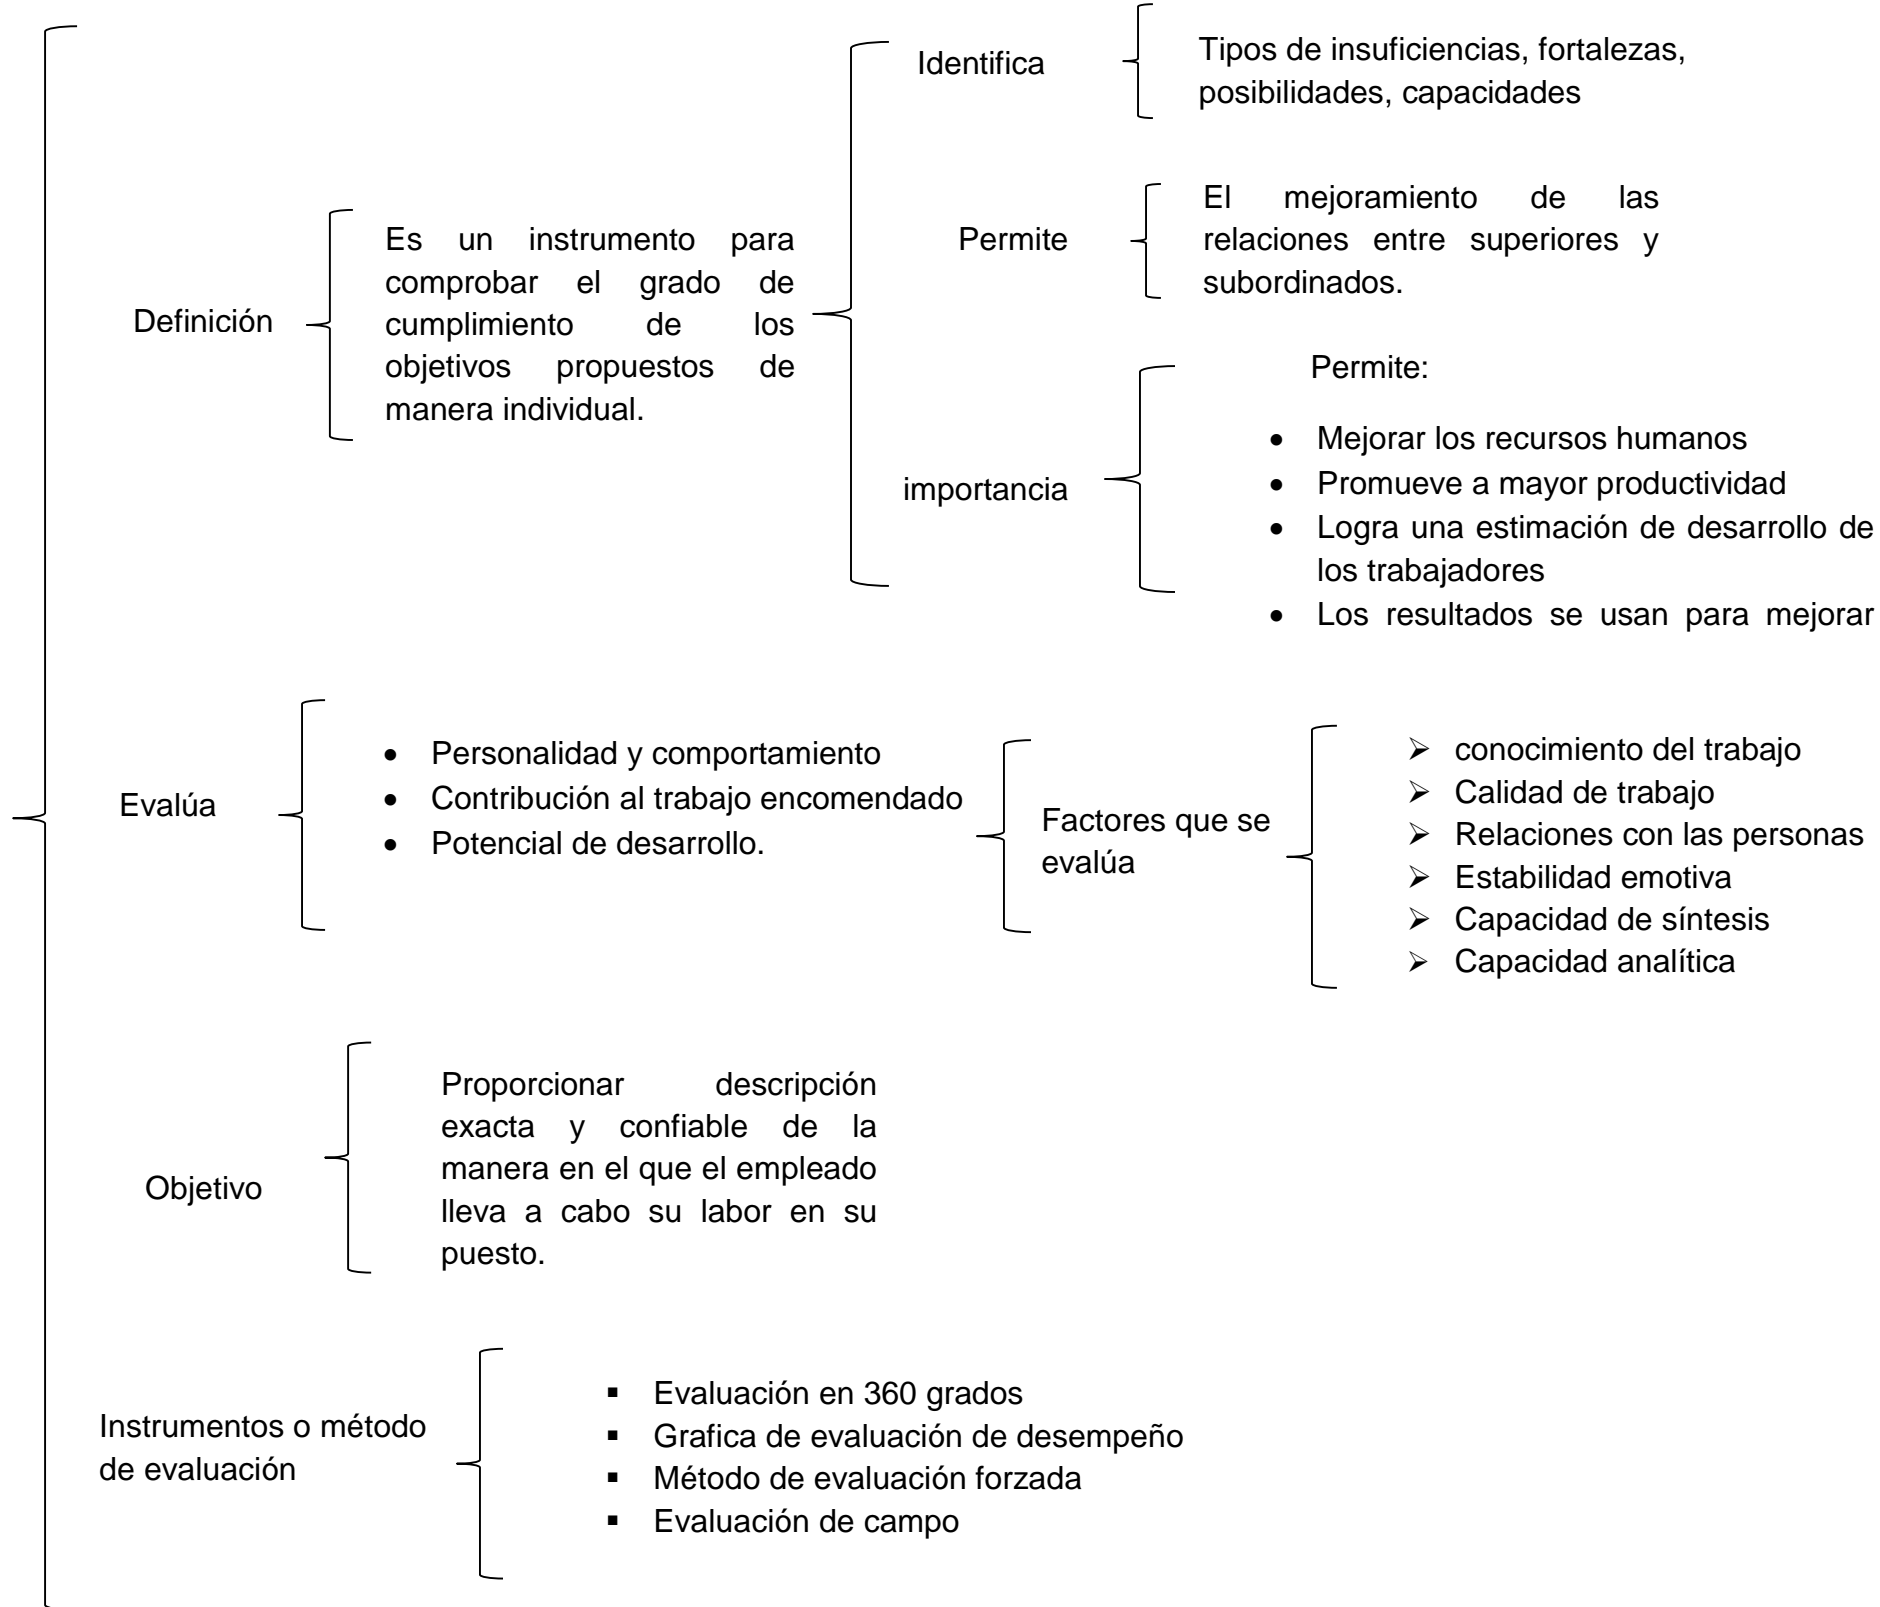 Identifica
Tipos de insuficiencias, fortalezas,
posibilidades, capacidades
Permite
El mejoramiento de las
relaciones entre superiores y
subordinados.
Definición
Es un instrumento para
comprobar el grado de
cumplimiento de los
objetivos propuestos de
manera individual.
importancia
Permite:
• Mejorar los recursos humanos
• Promueve a mayor productividad
• Logra una estimación de desarrollo de
los trabajadores
• Los resultados se usan para mejorar
Evalúa
• Personalidad y comportamiento
• Contribución al trabajo encomendado
• Potencial de desarrollo.
Factores que se
evalúa
➢ conocimiento del trabajo
➢ Calidad de trabajo
➢ Relaciones con las personas
➢ Estabilidad emotiva
➢ Capacidad de síntesis
➢ Capacidad analítica
Objetivo
Proporcionar descripción
exacta y confiable de la
manera en el que el empleado
lleva a cabo su labor en su
puesto.
Instrumentos o método
de evaluación
▪ Evaluación en 360 grados
▪ Grafica de evaluación de desempeño
▪ Método de evaluación forzada
▪ Evaluación de campo